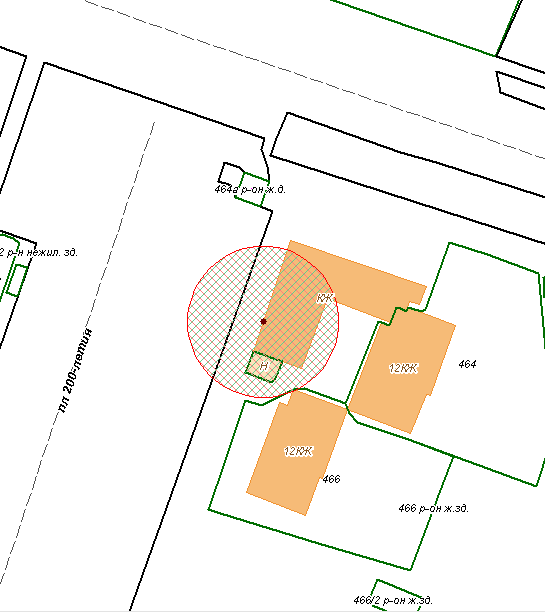 464а р-он ж.д.
2 р-н нежил. зд.
КЖ
пл 200-летия
Н
12КЖ
464
12КЖ
466
466 р-он ж.зд.
466/2 р-он ж.зд.